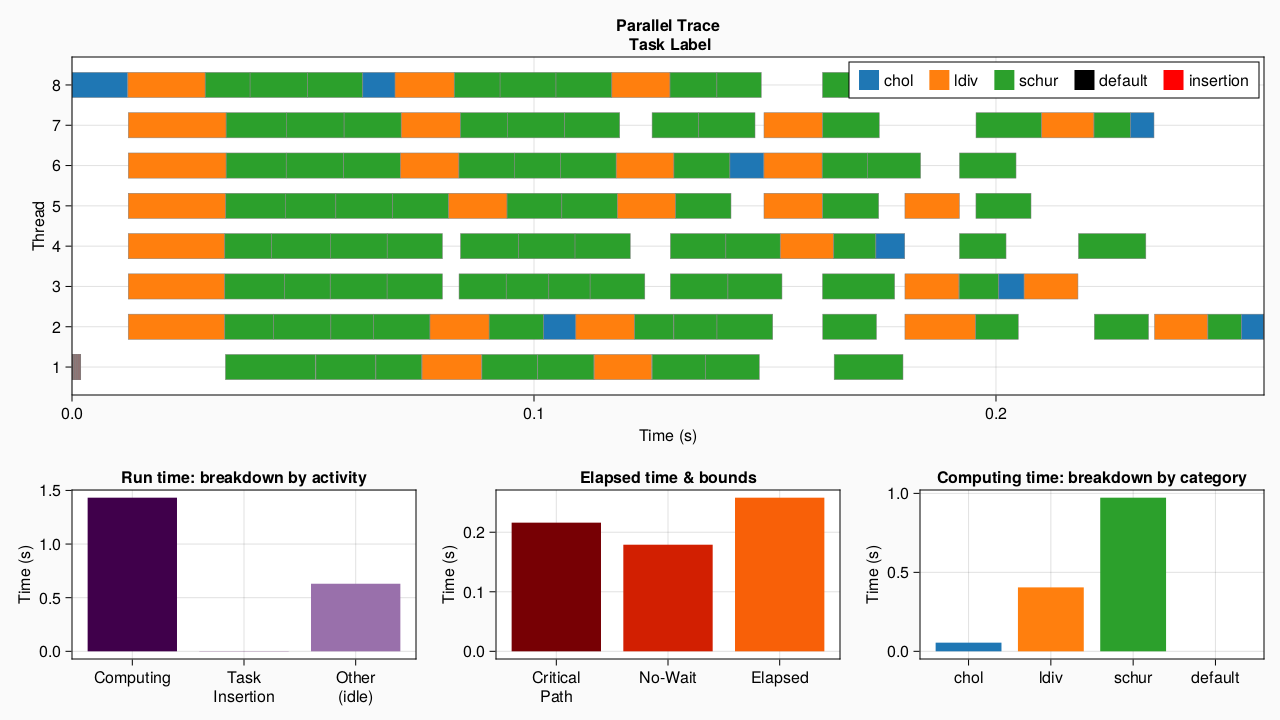 Parallel Trace
Task Label
chol ldiv schur default insertion
8
7
6
5
4
3
2
1
Thread
0.0 0.1 0.2
Time (s)
Run time: breakdown by activity
1.5
1.0
0.5
0.0
Time (s)
Computing Task Insertion Other (idle)
Elapsed time & bounds
0.2
0.1
0.0
Time (s)
Critical Path No-Wait Elapsed
Computing time: breakdown by category
1.0
0.5
0.0
Time (s)
chol ldiv schur default